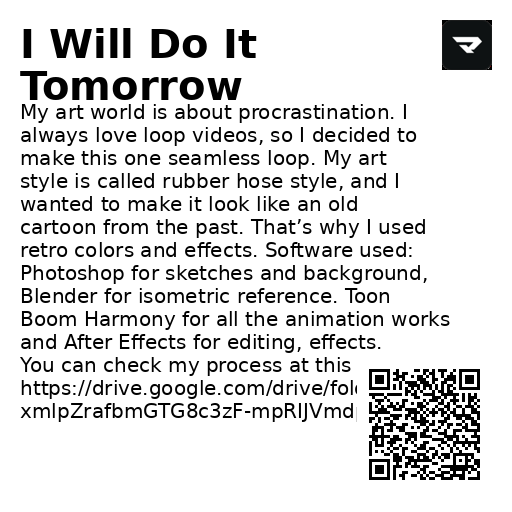 I Will Do It
Tomorrow
My art world is about procrastination. I
always love loop videos, so I decided to
make this one seamless loop. My art
style is called rubber hose style, and I
wanted to make it look like an old
cartoon from the past. That’s why I used
retro colors and effects. Software used:
Photoshop for sketches and background,
Blender for isometric reference. Toon
Boom Harmony for all the animation works
and After Effects for editing, effects.
You can check my process at this
https://drive.google.com/drive/fol